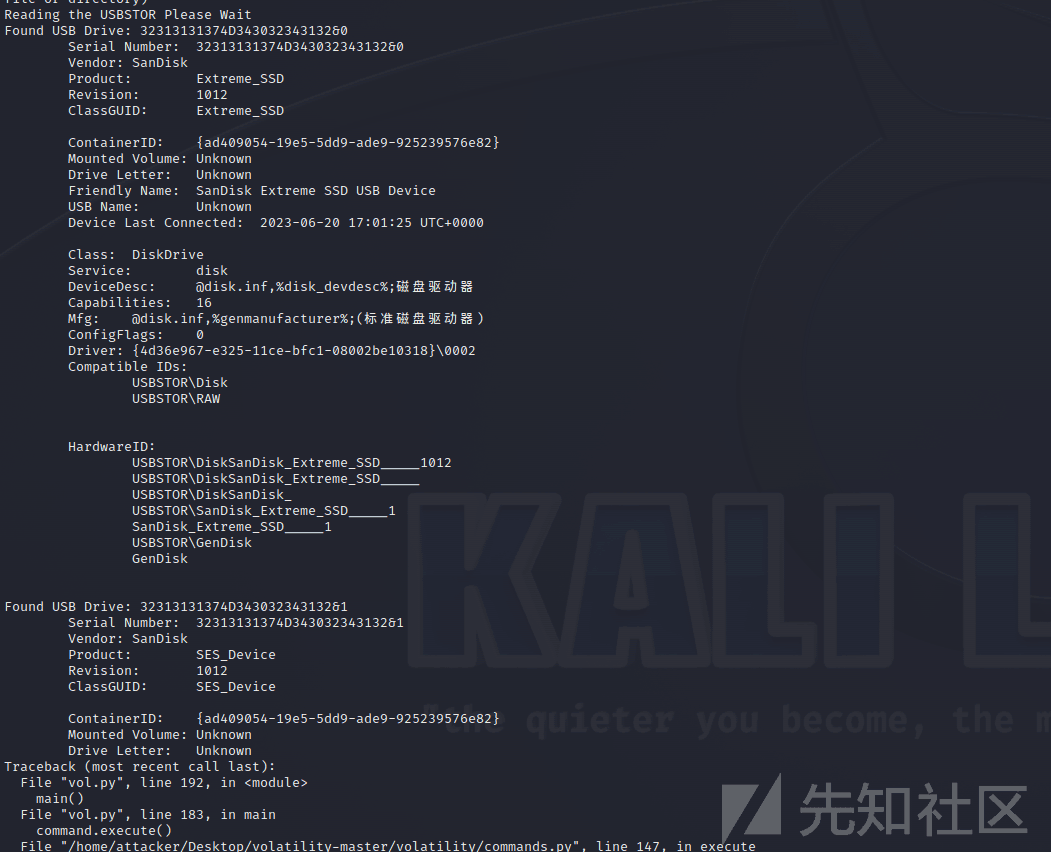 file or directory)
Reading the USBSTOR Please Wait
Found USB Drive: 32313131374D343032343132&0
Serial Number: 32313131374D343032343132&0
Vendor: SanDisk
Product: Extreme_SSD
Revision: 1012
ClassGUID: Extreme_SSD
ContainerID: {ad409054-19e5-5dd9-ade9-925239576e82}
Mounted Volume: Unknown
Drive Letter: Unknown
Friendly Name: SanDisk Extreme SSD USB Device
USB Name: Unknown
Device Last Connected: 2023-06-20 17:01:25 UTC+0000
Class: DiskDrive
Service: disk
DeviceDesc: @disk.inf,%disk_devdesc%;磁盘驱动器
Capabilities: 16
Mfg: @disk.inf,%genmanufacturer%;(标准磁盘驱动器)
ConfigFlags: 0
Driver: {4d36e967-e325-11ce-bfc1-08002be10318}\0002
Compatible IDs:
USBSTOR\Disk
USBSTOR\RAW
HardwareID:
USBSTOR\DiskSanDisk_Extreme_SSD_____1012
USBSTOR\DiskSanDisk_Extreme_SSD_____
USBSTOR\DiskSanDisk_
USBSTOR\SanDisk_Extreme_SSD_____1
SanDisk_Extreme_SSD_____1
USBSTOR\GenDisk
GenDisk
Found USB Drive: 32313131374D343032343132&1
Serial Number: 32313131374D343032343132&1
Vendor: SanDisk
Product: SES_Device
Revision: 1012
ClassGUID: SES_Device
ContainerID: {ad409054-19e5-5dd9-ade9-925239576e82}
Mounted Volume: Unknown
Drive Letter: Unknown
Traceback (most recent call last):
File "vol.py", line 192, in <module>
main()
File "vol.py", line 183, in main
command.execute()
File "/home/attacker/Desktop/volatility-master/volatility/commands.py", line 147, in execute
KALI L
"the quieter you become, the m
先知社区